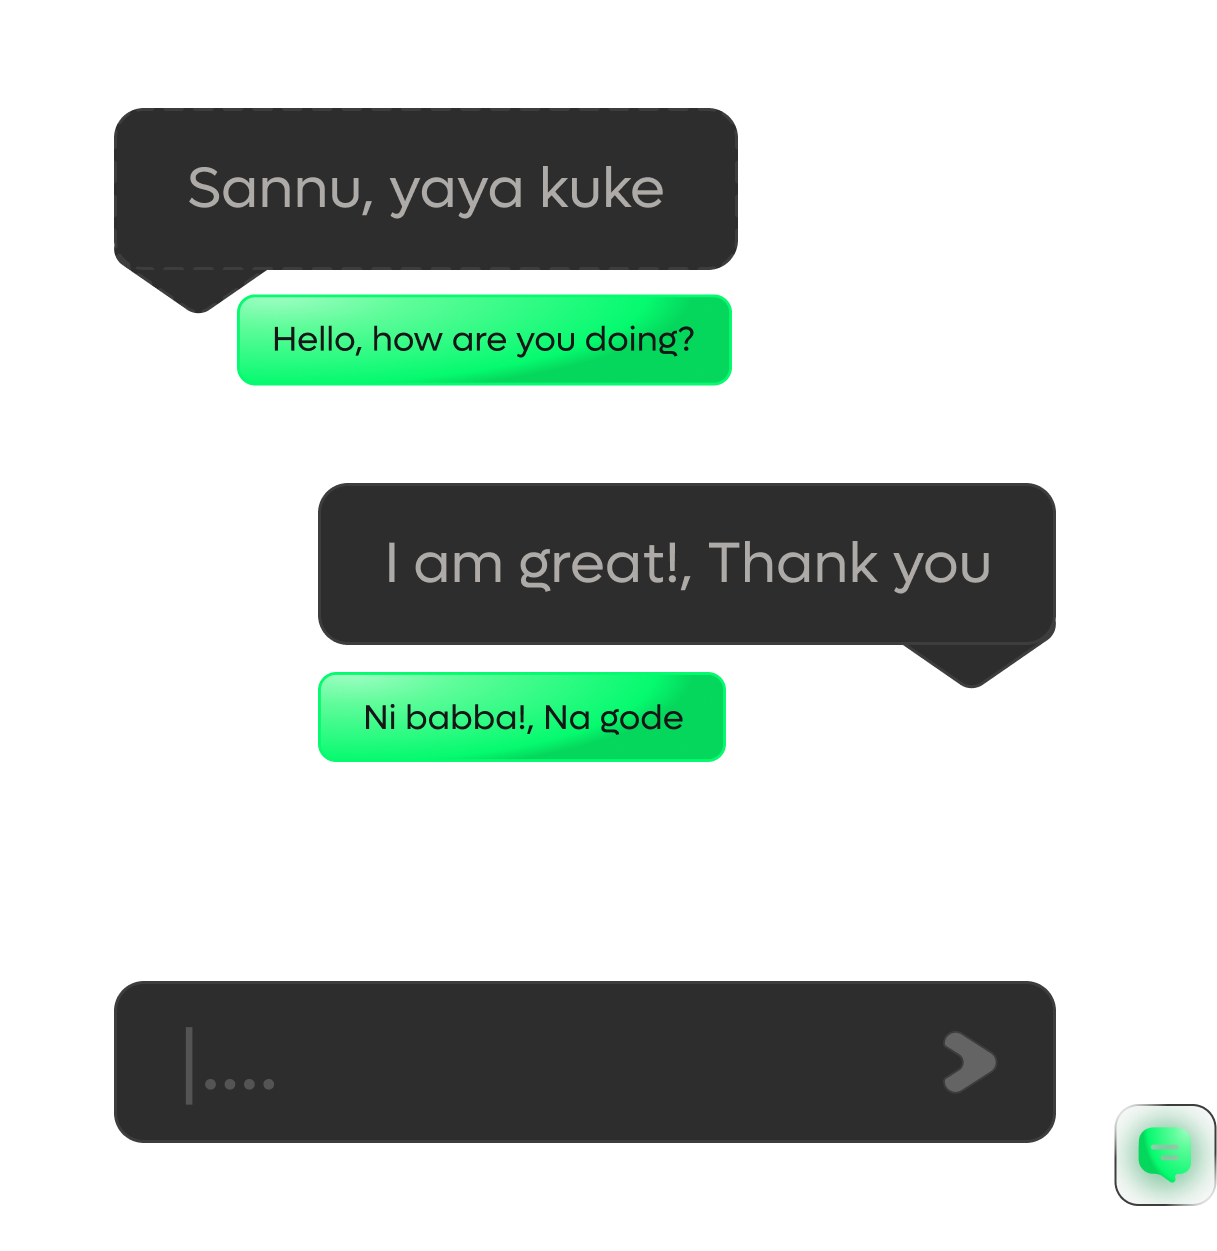 Sannu, yaya kuke
Hello, how are you doing?
I am great!, Thank you
Ni babba!, Na gode
|....